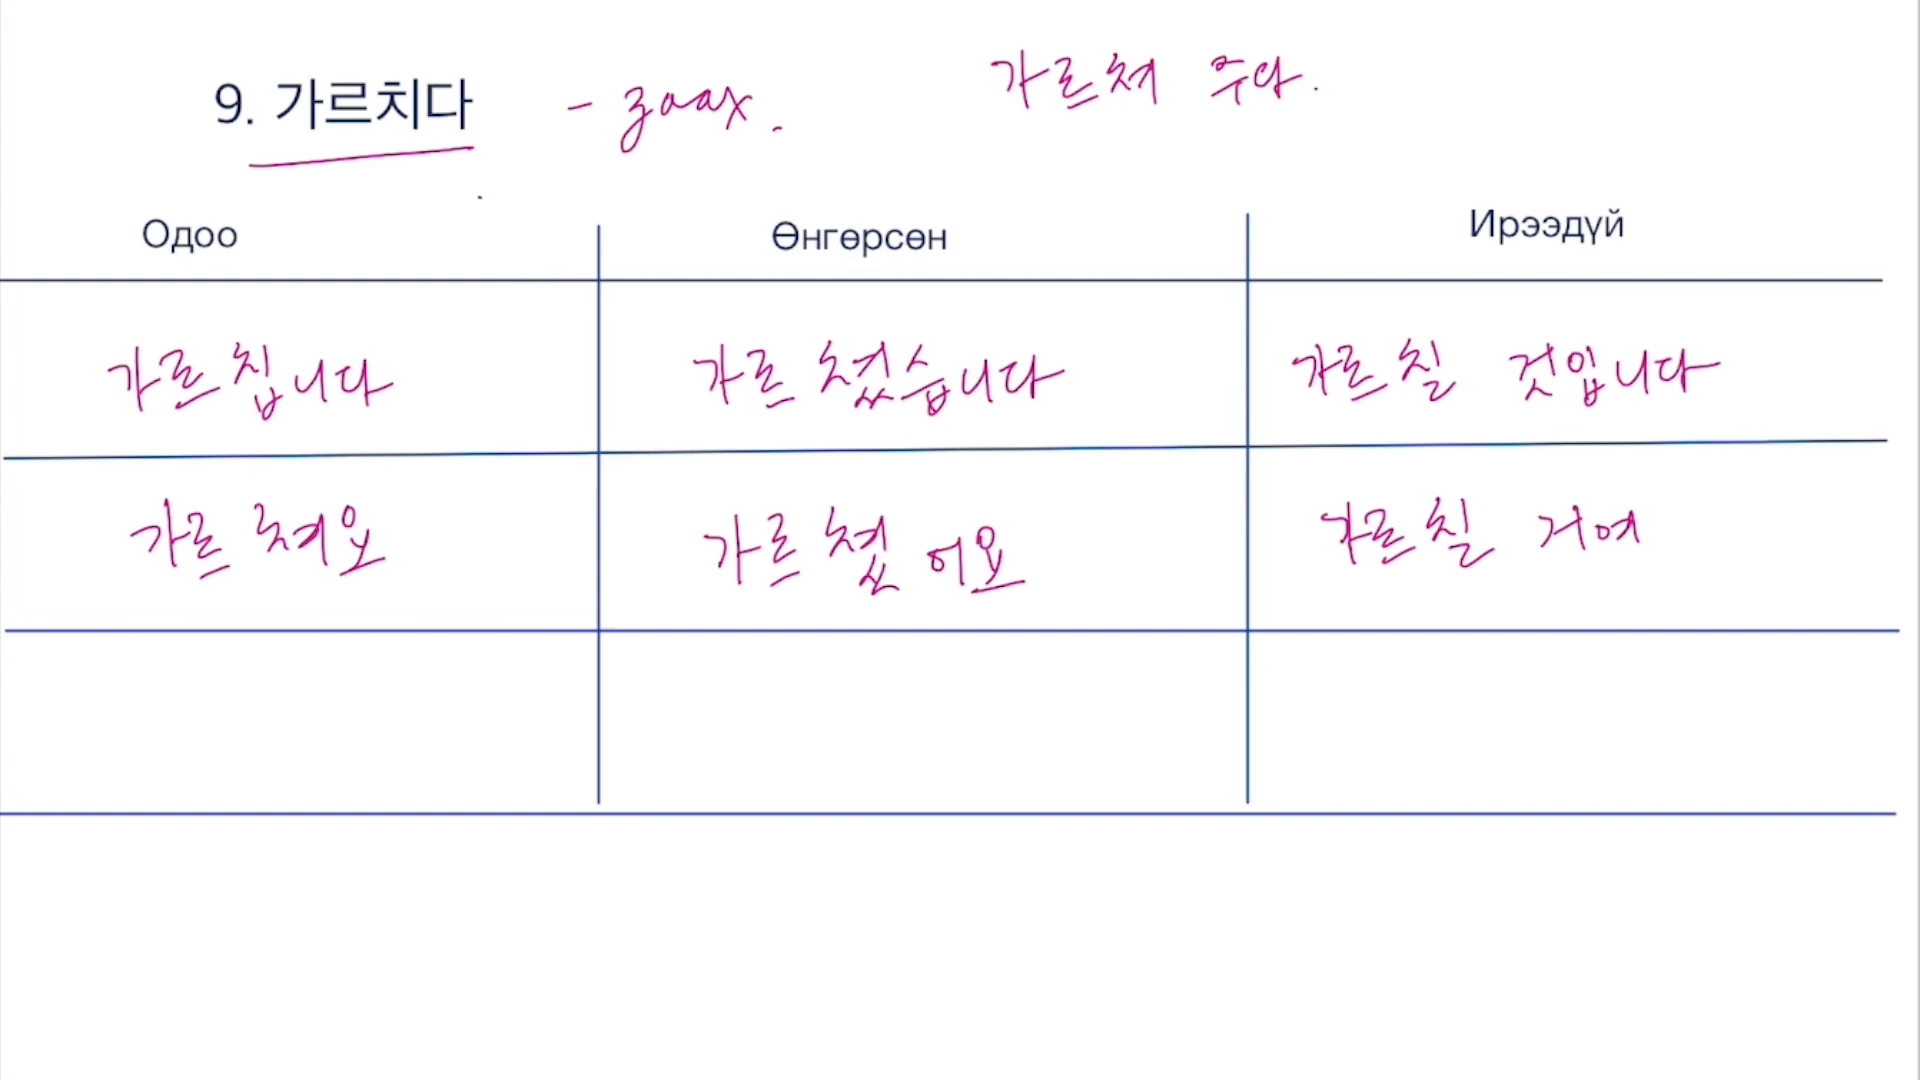 9. 가르치다 - заах. 가르쳐 주다.
Одоо Өнгөрсөн Ирээдүй
가르칩니다 가르쳤습니다 가르칠 것입니다
가르쳐요 가르쳤어요 가르칠 거여